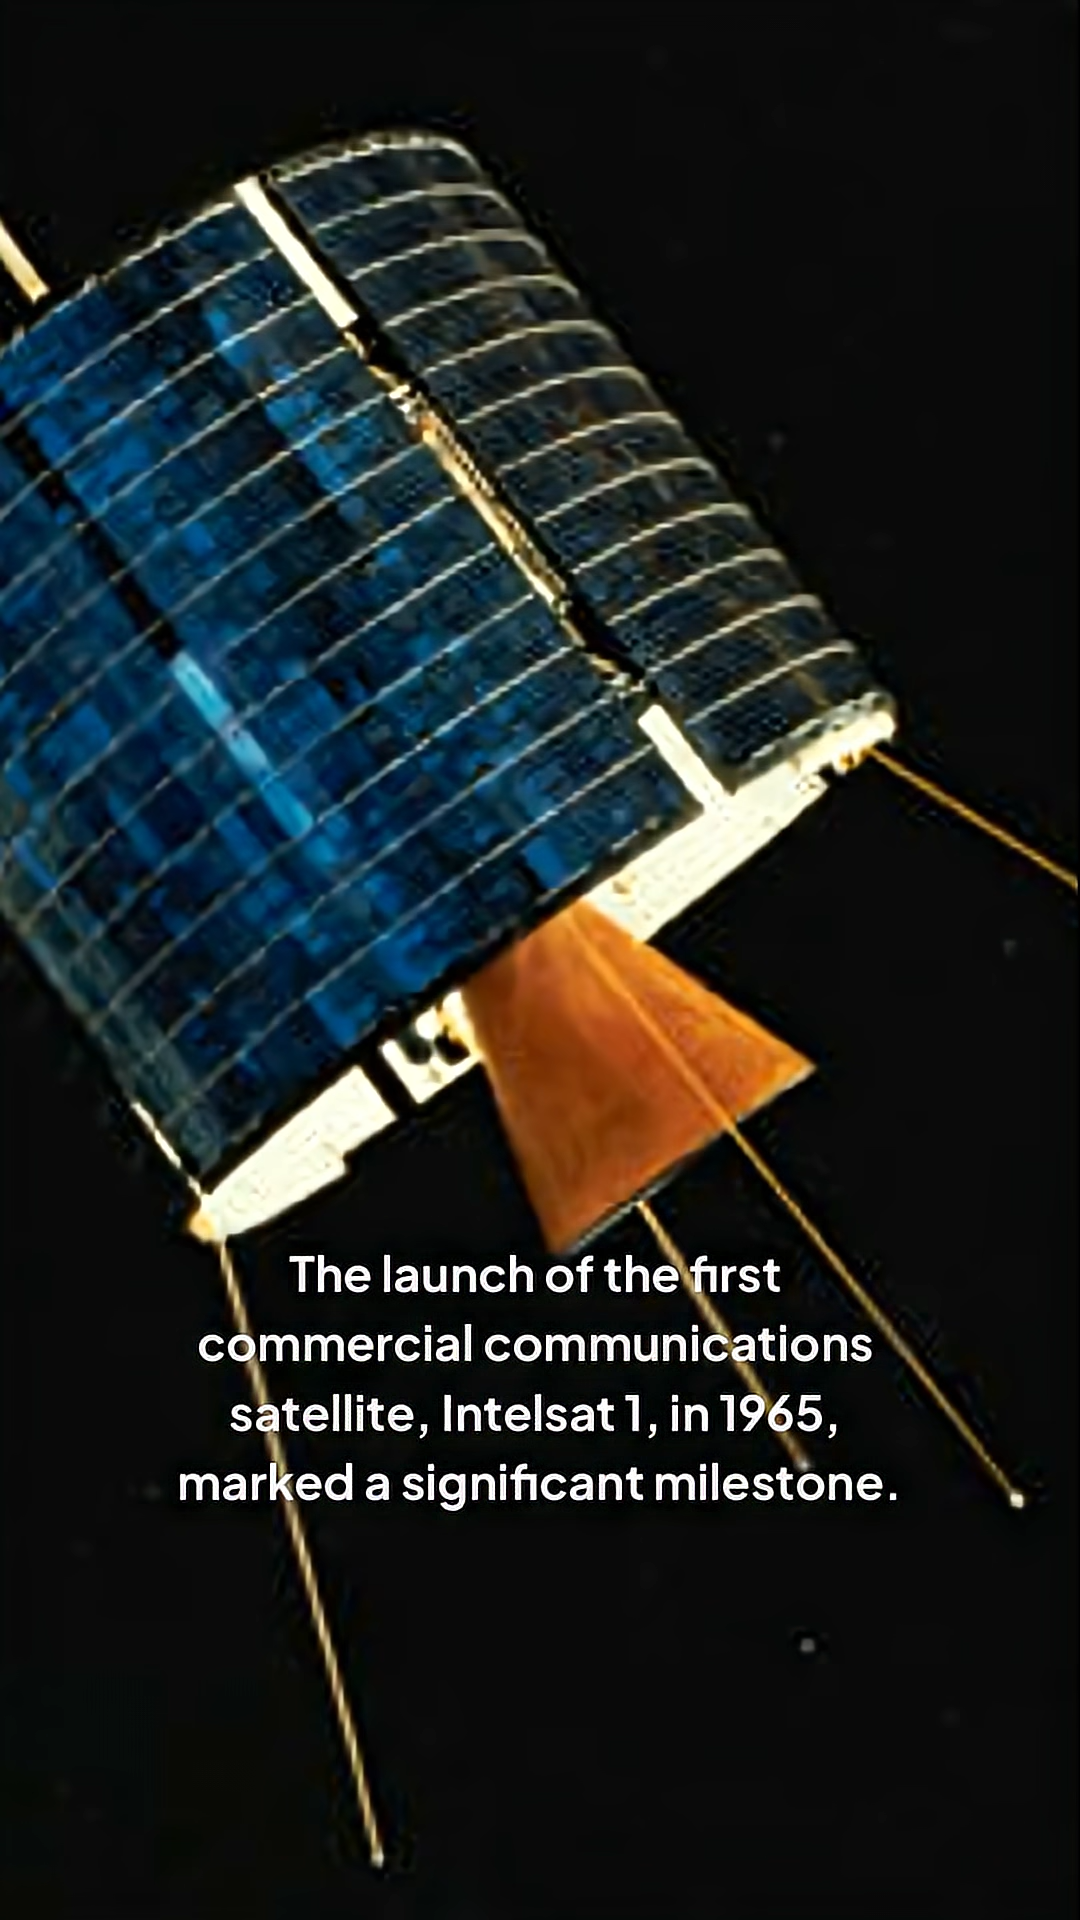 The launch of the first
commercial communications
satellite, Intelsat 1, in 1965,
marked a significant milestone.